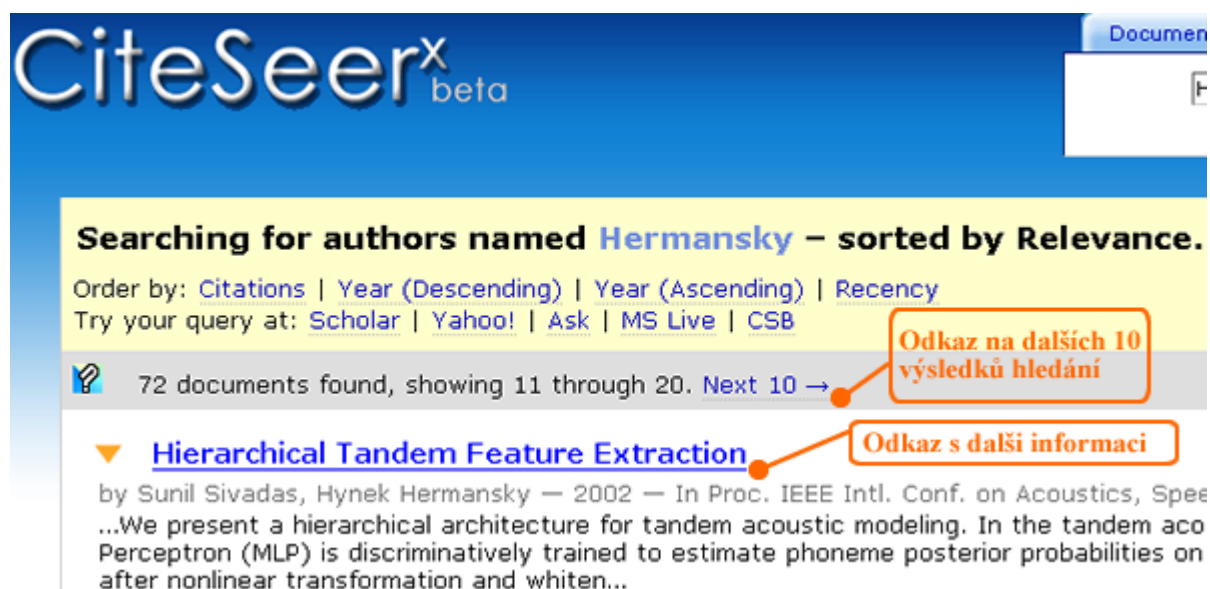 CiteSeerx
beta
Documen
H
Searching for authors named Hermansky – sorted by Relevance.
Order by: Citations | Year (Descending) | Year (Ascending) | Recency
Try your query at: Scholar | Yahoo! | Ask | MS Live | CSB
Odkaz na dalších 10
výsledků hledání
72 documents found, showing 11 through 20. Next 10 →
Hierarchical Tandem Feature Extraction
Odkaz s dalši informaci
by Sunil Sivadas, Hynek Hermansky — 2002 — In Proc. IEEE Intl. Conf. on Acoustics, Spee
...We present a hierarchical architecture for tandem acoustic modeling. In the tandem aco
Perceptron (MLP) is discriminatively trained to estimate phoneme posterior probabilities on
after nonlinear transformation and whiten...